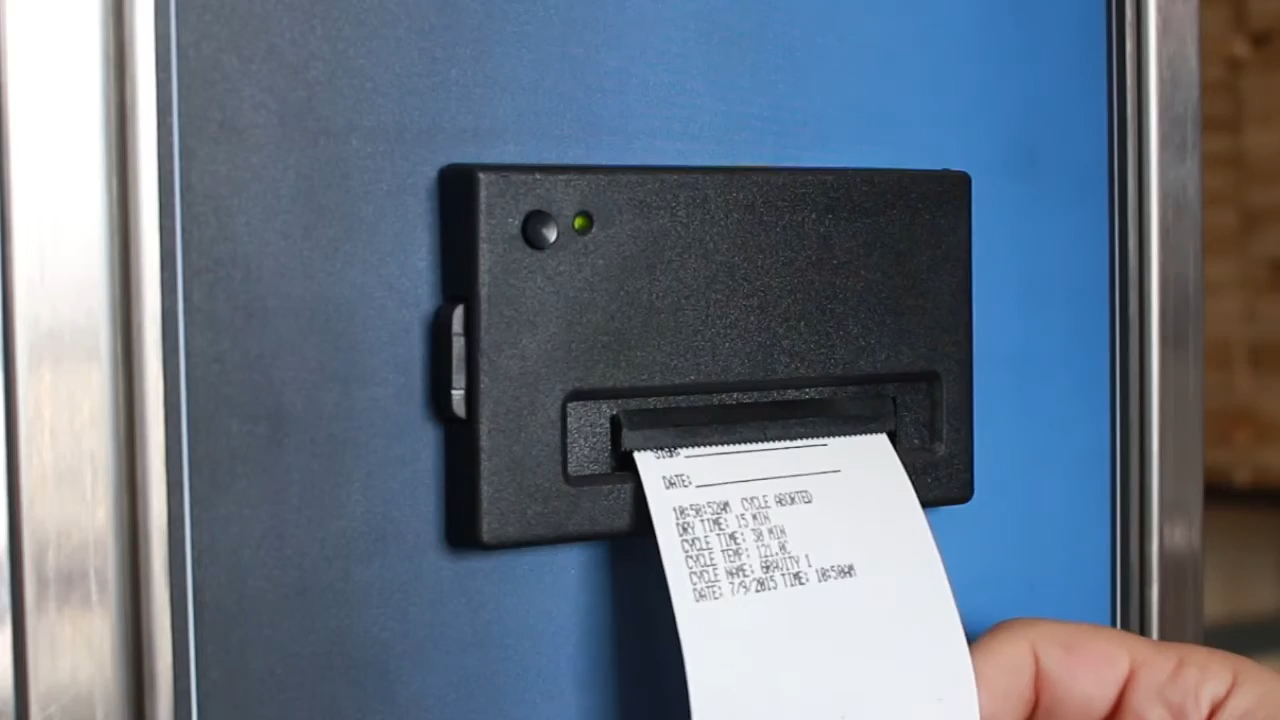 SIGN:
DATE:
10:50:52AM CYCLE ABORTED
DRY TIME: 15 MIN
CYCLE TIME: 30 MIN
CYCLE TEMP: 121.0C
CYCLE NAME: GRAVITY 1
DATE: 7/9/2015 TIME: 10:50AM